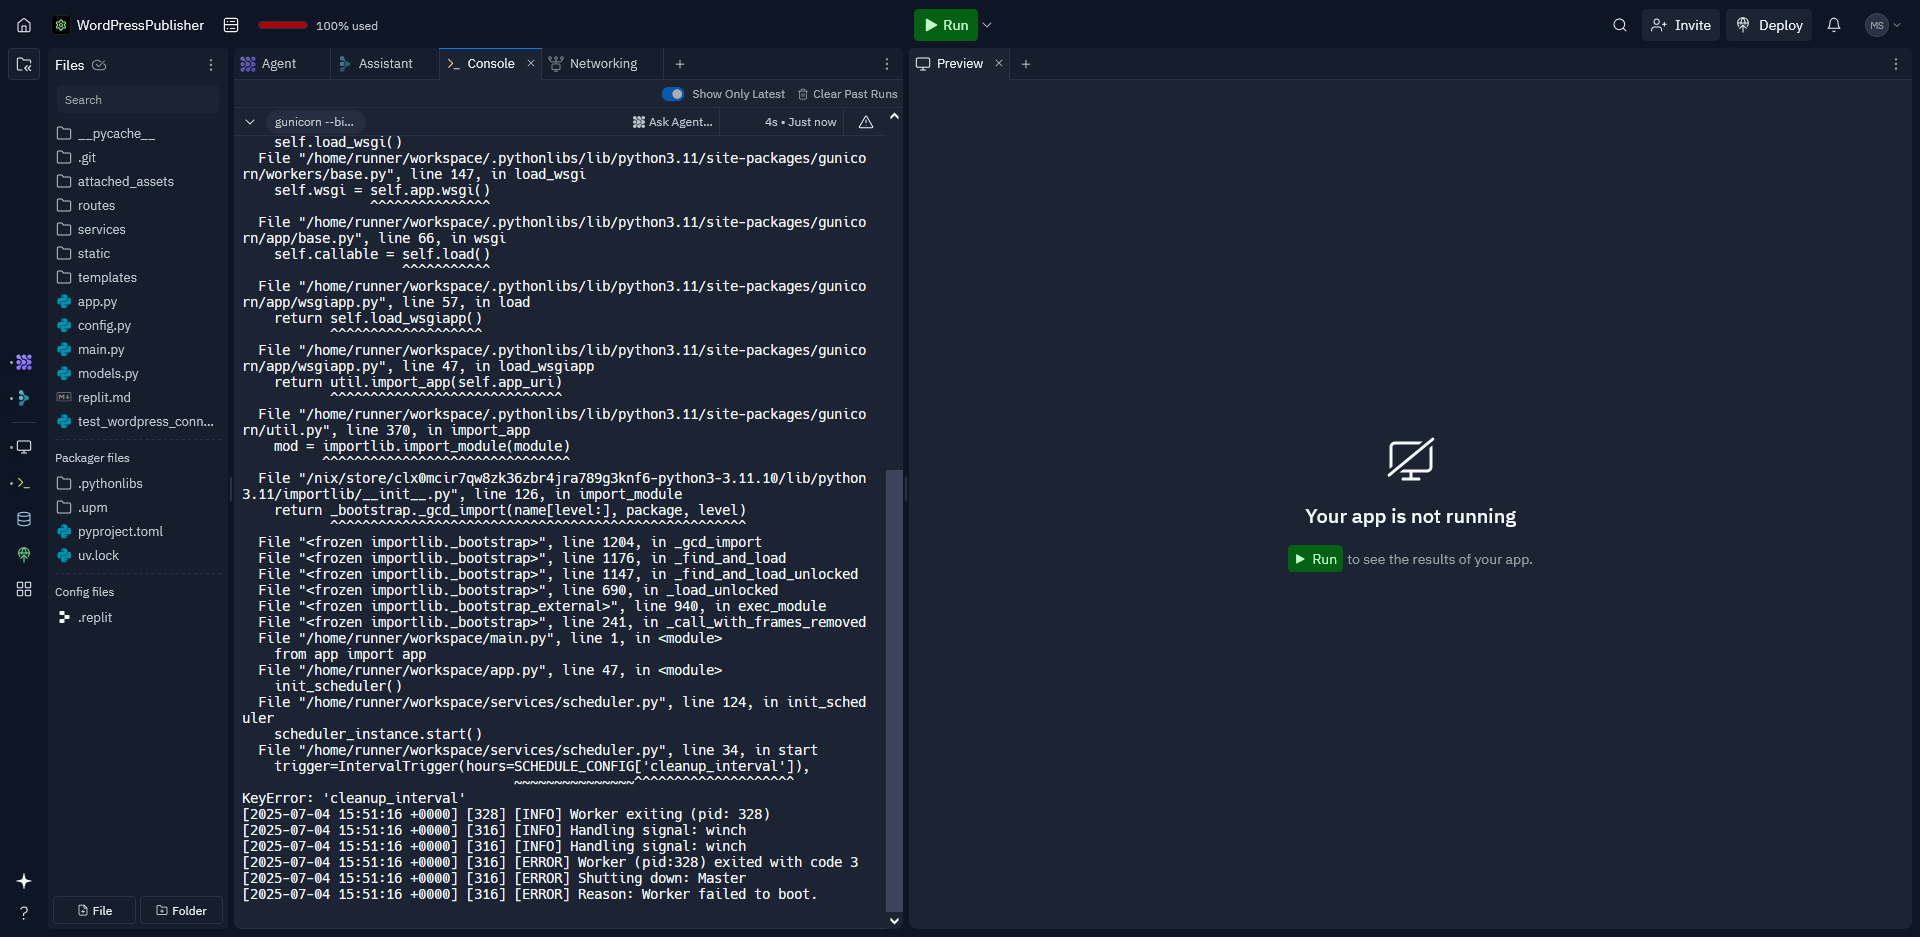 WordPressPublisher
100% used
Run
Invite
Deploy
MS
Files
Search
__pycache__
.git
attached_assets
routes
services
static
templates
app.py
config.py
main.py
models.py
replit.md
test_wordpress_conn...
Packager files
.pythonlibs
.upm
pyproject.toml
uv.lock
Config files
.replit
File
Folder
Agent
Assistant
Console
Networking
Show Only Latest
Clear Past Runs
gunicorn --bi...
Ask Agent...
4s • Just now
self.load_wsgi()
File "/home/runner/workspace/.pythonlibs/lib/python3.11/site-packages/gunico
rn/workers/base.py", line 147, in load_wsgi
self.wsgi = self.app.wsgi()
^^^^^^^^^^^^^^^
File "/home/runner/workspace/.pythonlibs/lib/python3.11/site-packages/gunico
rn/app/base.py", line 66, in wsgi
self.callable = self.load()
^^^^^^^^^^^
File "/home/runner/workspace/.pythonlibs/lib/python3.11/site-packages/gunico
rn/app/wsgiapp.py", line 57, in load
return self.load_wsgiapp()
^^^^^^^^^^^^^^^^^^^
File "/home/runner/workspace/.pythonlibs/lib/python3.11/site-packages/gunico
rn/app/wsgiapp.py", line 47, in load_wsgiapp
return util.import_app(self.app_uri)
^^^^^^^^^^^^^^^^^^^^^^^^^^^^^
File "/home/runner/workspace/.pythonlibs/lib/python3.11/site-packages/gunico
rn/util.py", line 370, in import_app
mod = importlib.import_module(module)
^^^^^^^^^^^^^^^^^^^^^^^^^^^^^^^
File "/nix/store/clx0mcir7qw8zk36zbr4jra789g3knf6-python3-3.11.10/lib/python
3.11/importlib/__init__.py", line 126, in import_module
return _bootstrap._gcd_import(name[level:], package, level)
^^^^^^^^^^^^^^^^^^^^^^^^^^^^^^^^^^^^^^^^^^^^^^^^^^^^
File "<frozen importlib._bootstrap>", line 1204, in _gcd_import
File "<frozen importlib._bootstrap>", line 1176, in _find_and_load
File "<frozen importlib._bootstrap>", line 1147, in _find_and_load_unlocked
File "<frozen importlib._bootstrap>", line 690, in _load_unlocked
File "<frozen importlib._bootstrap_external>", line 940, in exec_module
File "<frozen importlib._bootstrap>", line 241, in _call_with_frames_removed
File "/home/runner/workspace/main.py", line 1, in <module>
from app import app
File "/home/runner/workspace/app.py", line 47, in <module>
init_scheduler()
File "/home/runner/workspace/services/scheduler.py", line 124, in init_sched
uler
scheduler_instance.start()
File "/home/runner/workspace/services/scheduler.py", line 34, in start
trigger=IntervalTrigger(hours=SCHEDULE_CONFIG['cleanup_interval']),
~~~~~~~~~~~~~~~^^^^^^^^^^^^^^^^^^^^
KeyError: 'cleanup_interval'
[2025-07-04 15:51:16 +0000] [328] [INFO] Worker exiting (pid: 328)
[2025-07-04 15:51:16 +0000] [316] [INFO] Handling signal: winch
[2025-07-04 15:51:16 +0000] [316] [INFO] Handling signal: winch
[2025-07-04 15:51:16 +0000] [316] [ERROR] Worker (pid:328) exited with code 3
[2025-07-04 15:51:16 +0000] [316] [ERROR] Shutting down: Master
[2025-07-04 15:51:16 +0000] [316] [ERROR] Reason: Worker failed to boot.
Preview
Your app is not running
Run to see the results of your app.